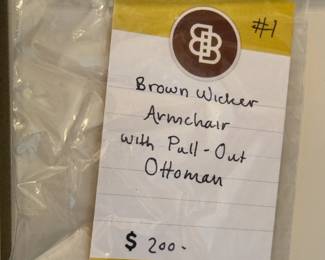 #1
Brown Wicker
Armchair
with Pull-Out
Ottoman
$ 200-